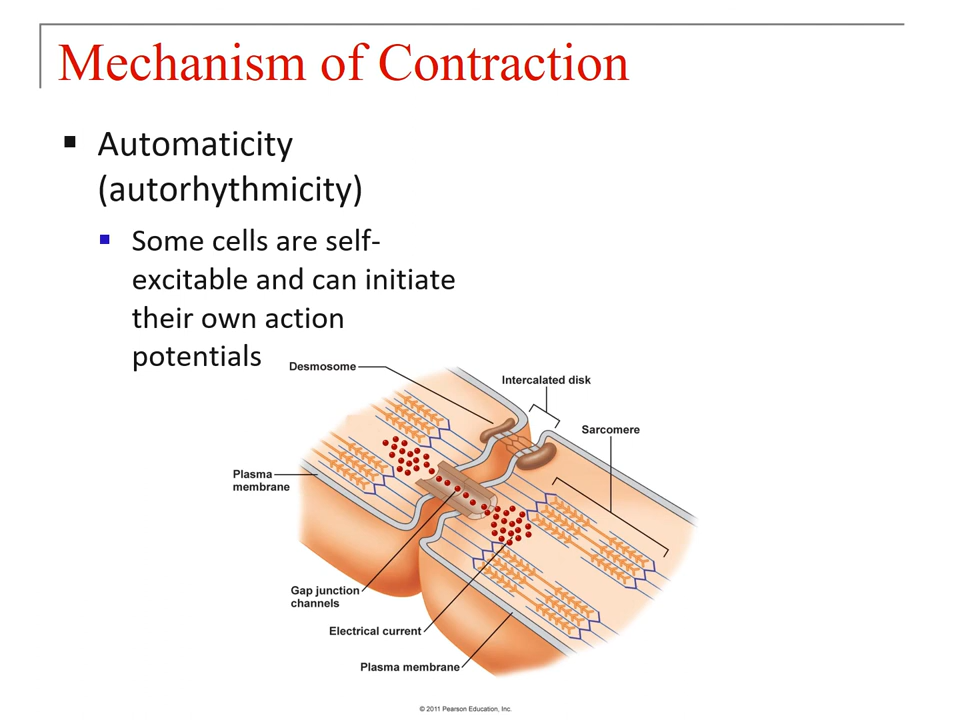 Mechanism of Contraction
Automaticity
(autorhythmicity)
Some cells are self-
excitable and can initiate
their own action
potentials
Desmosome
Intercalated disk
Sarcomere
Plasma
membrane
Gap junction
channels
Electrical current
Plasma membrane
© 2011 Pearson Education, Inc.